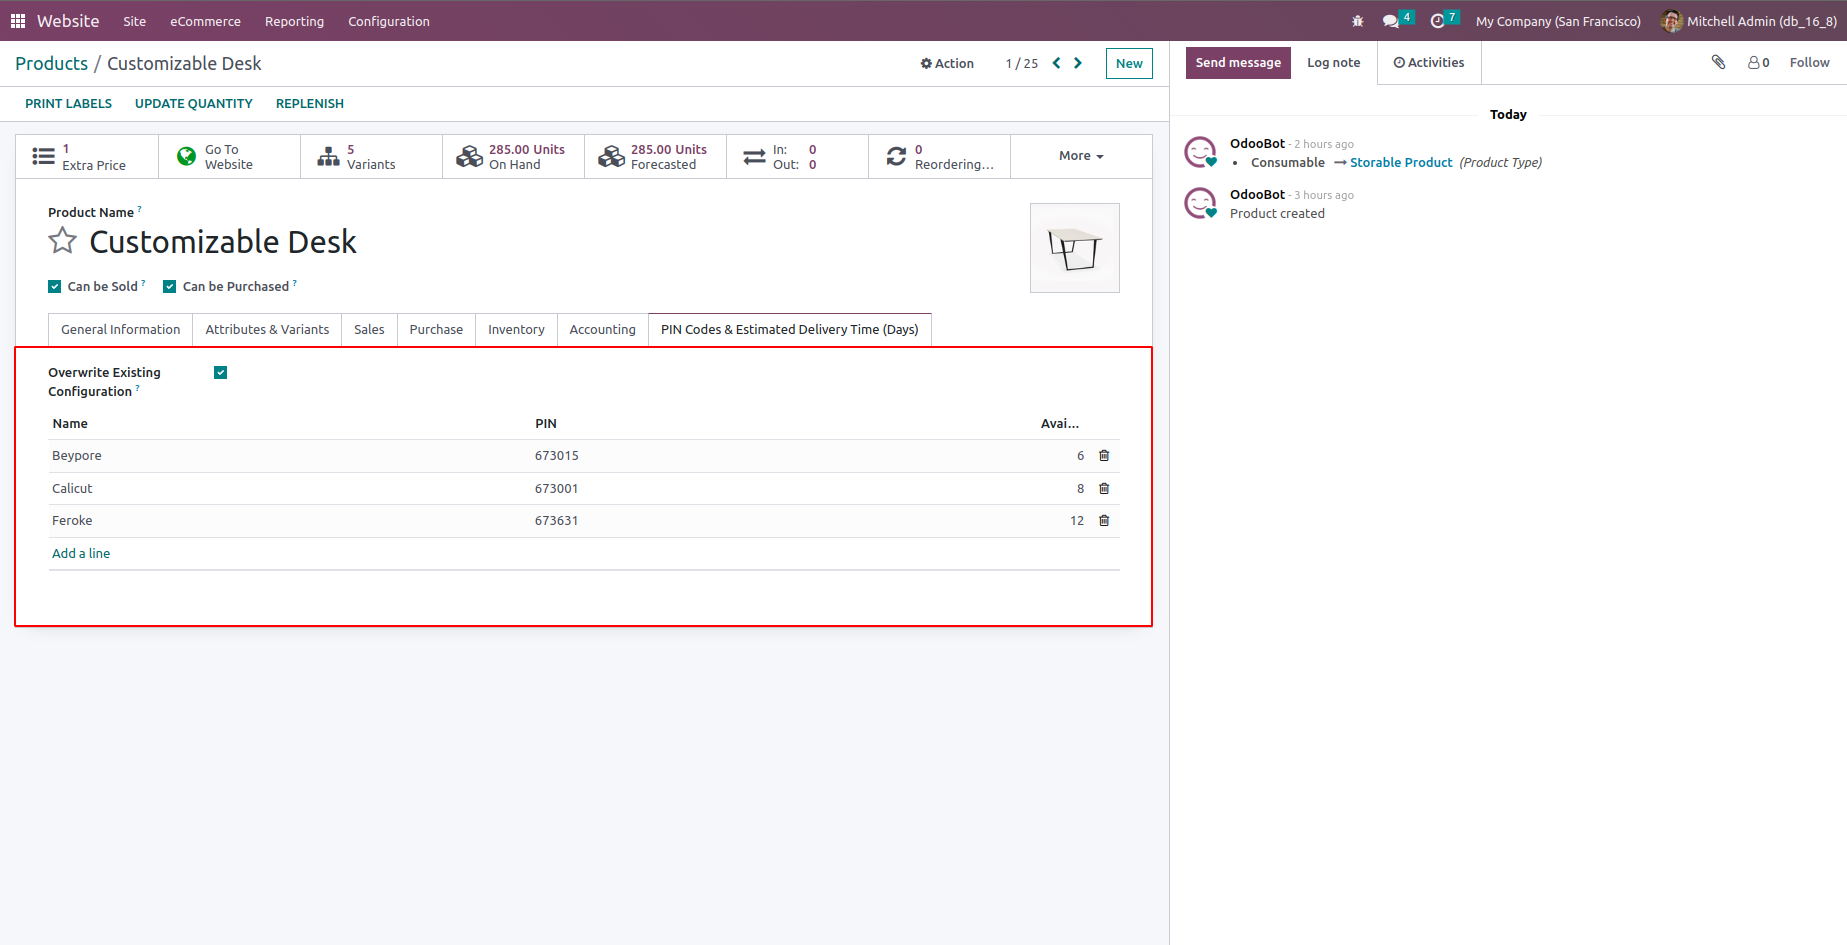 Website Site eCommerce Reporting Configuration 4 7 My Company (San Francisco) Mitchell Admin (db_16_8)
Products / Customizable Desk Action 1 / 25 New
PRINT LABELS UPDATE QUANTITY REPLENISH
1 Extra Price
Go To Website
5 Variants
285.00 Units On Hand
285.00 Units Forecasted
In: 0
Out: 0
0 Reordering...
More
Product Name ?
Customizable Desk
Can be Sold ? Can be Purchased ?
General Information Attributes & Variants Sales Purchase Inventory Accounting PIN Codes & Estimated Delivery Time (Days)
Overwrite Existing
Configuration ?
Name PIN Avai...
Beypore 673015 6
Calicut 673001 8
Feroke 673631 12
Add a line
Send message Log note Activities 0 Follow
Today
OdooBot - 2 hours ago
• Consumable → Storable Product (Product Type)
OdooBot - 3 hours ago
Product created